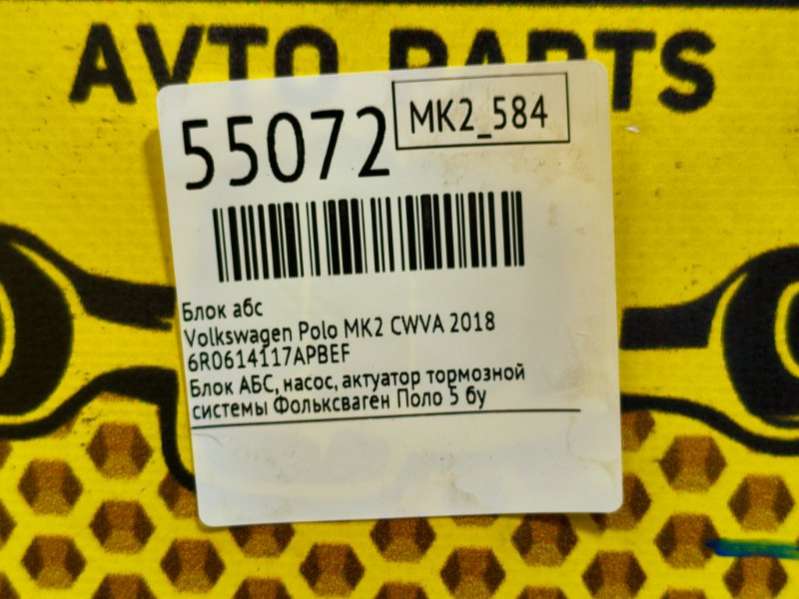 AVTO PARTS
55072
MK2_584
Блок абс
Volkswagen Polo MK2 CWVA 2018
6R0614117APBEF
Блок АБС, насос, актуатор тормозной
системы Фольксваген Поло 5 бу